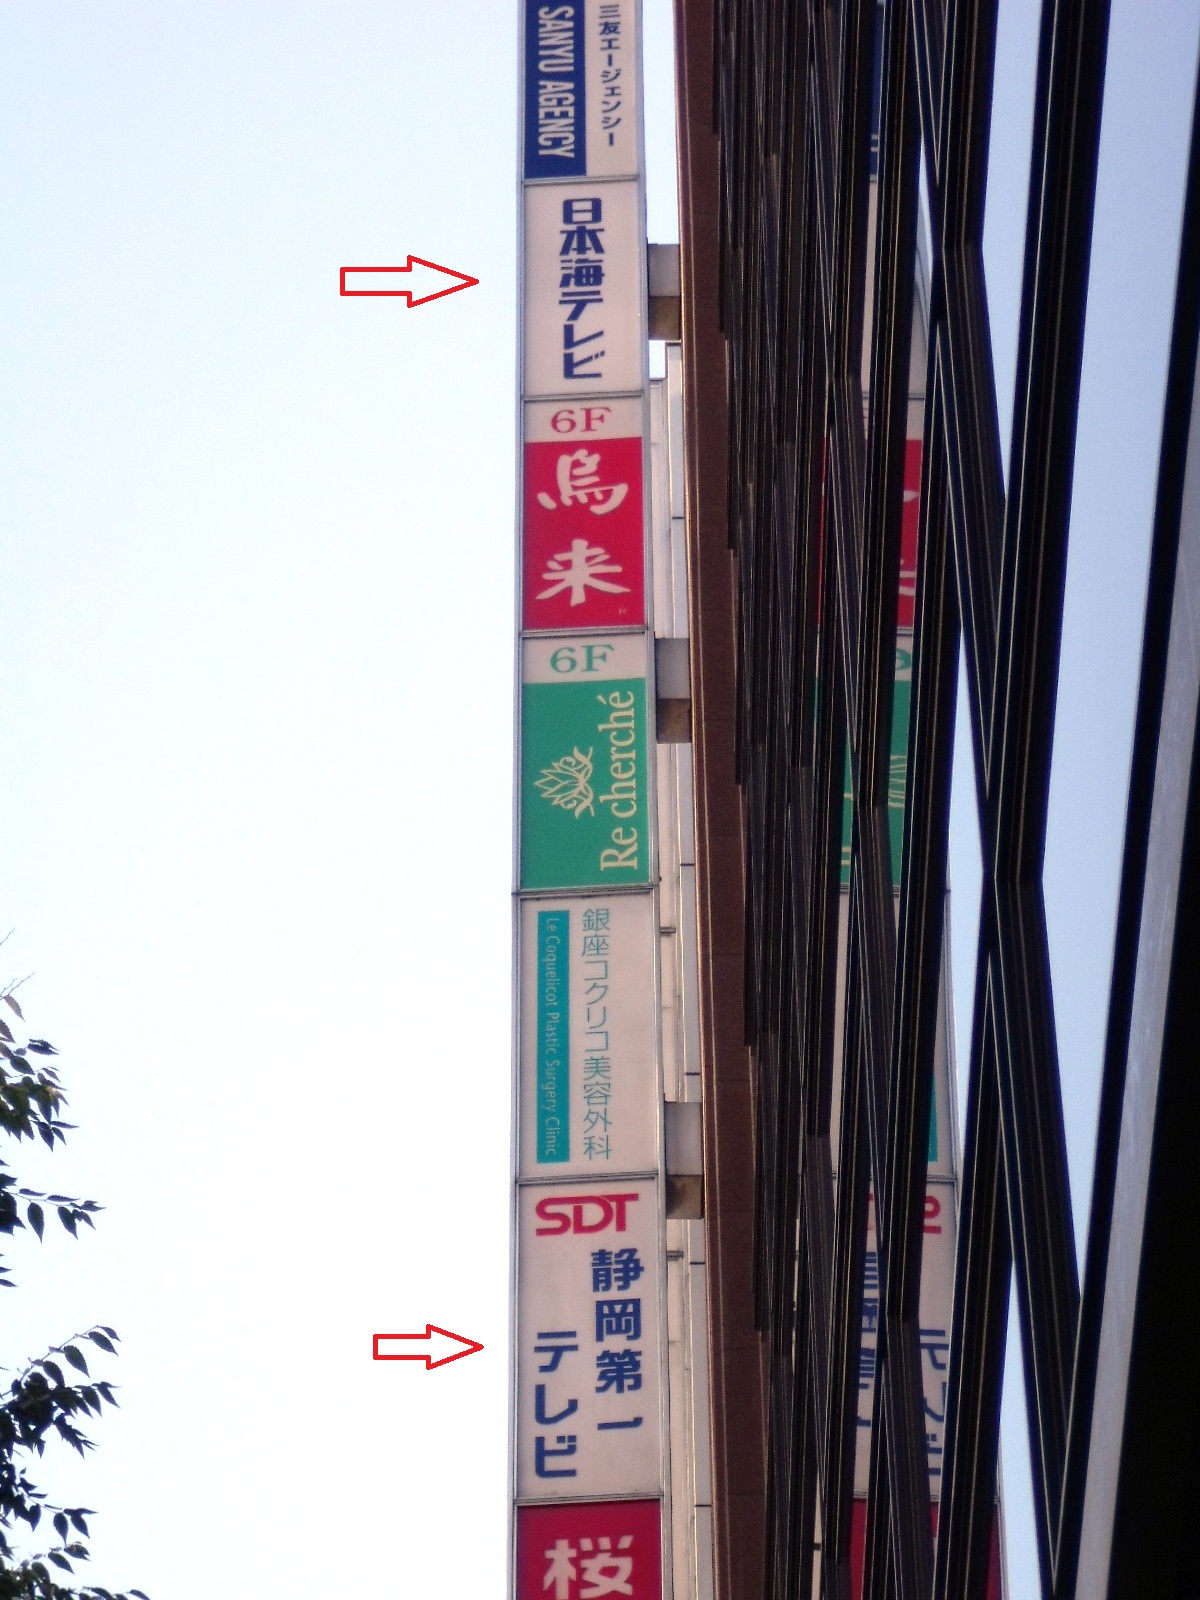 三友エージェンシー
SANYU AGENCY
日本海テレビ
6F
烏来
6F
Re cherché
銀座コクリコ美容外科
Le Coquelicot Plastic Surgery Clinic
SDT
静岡第一
テレビ
桜